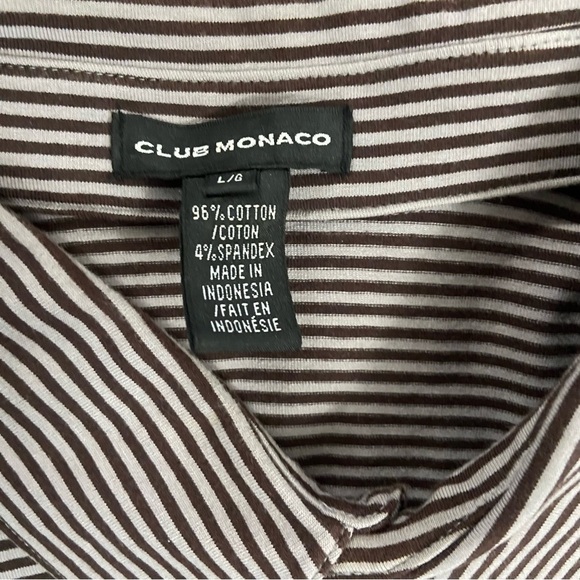 CLUB MONACO
L/G
96% COTTON
/COTON
4% SPANDEX
MADE IN
INDONESIA
/FAIT EN
INDONÉSIE